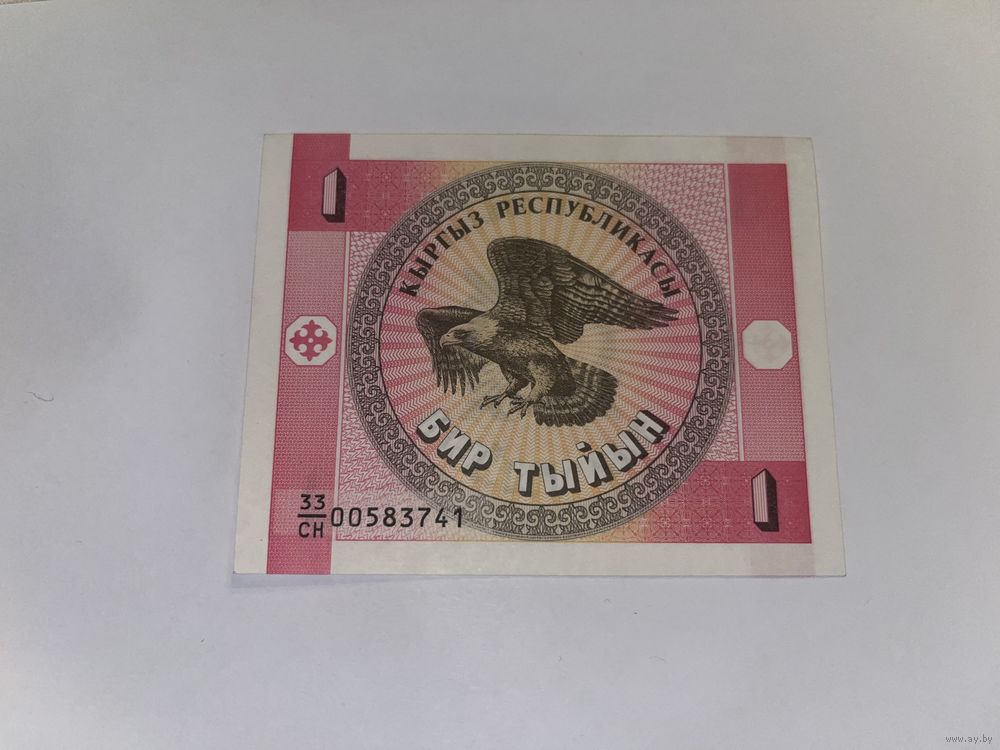 1
КЫРГЫЗ РЕСПУБЛИКАСЫ
БИР ТЫЙЫН
33
СН 00583741
1
www.ay.by